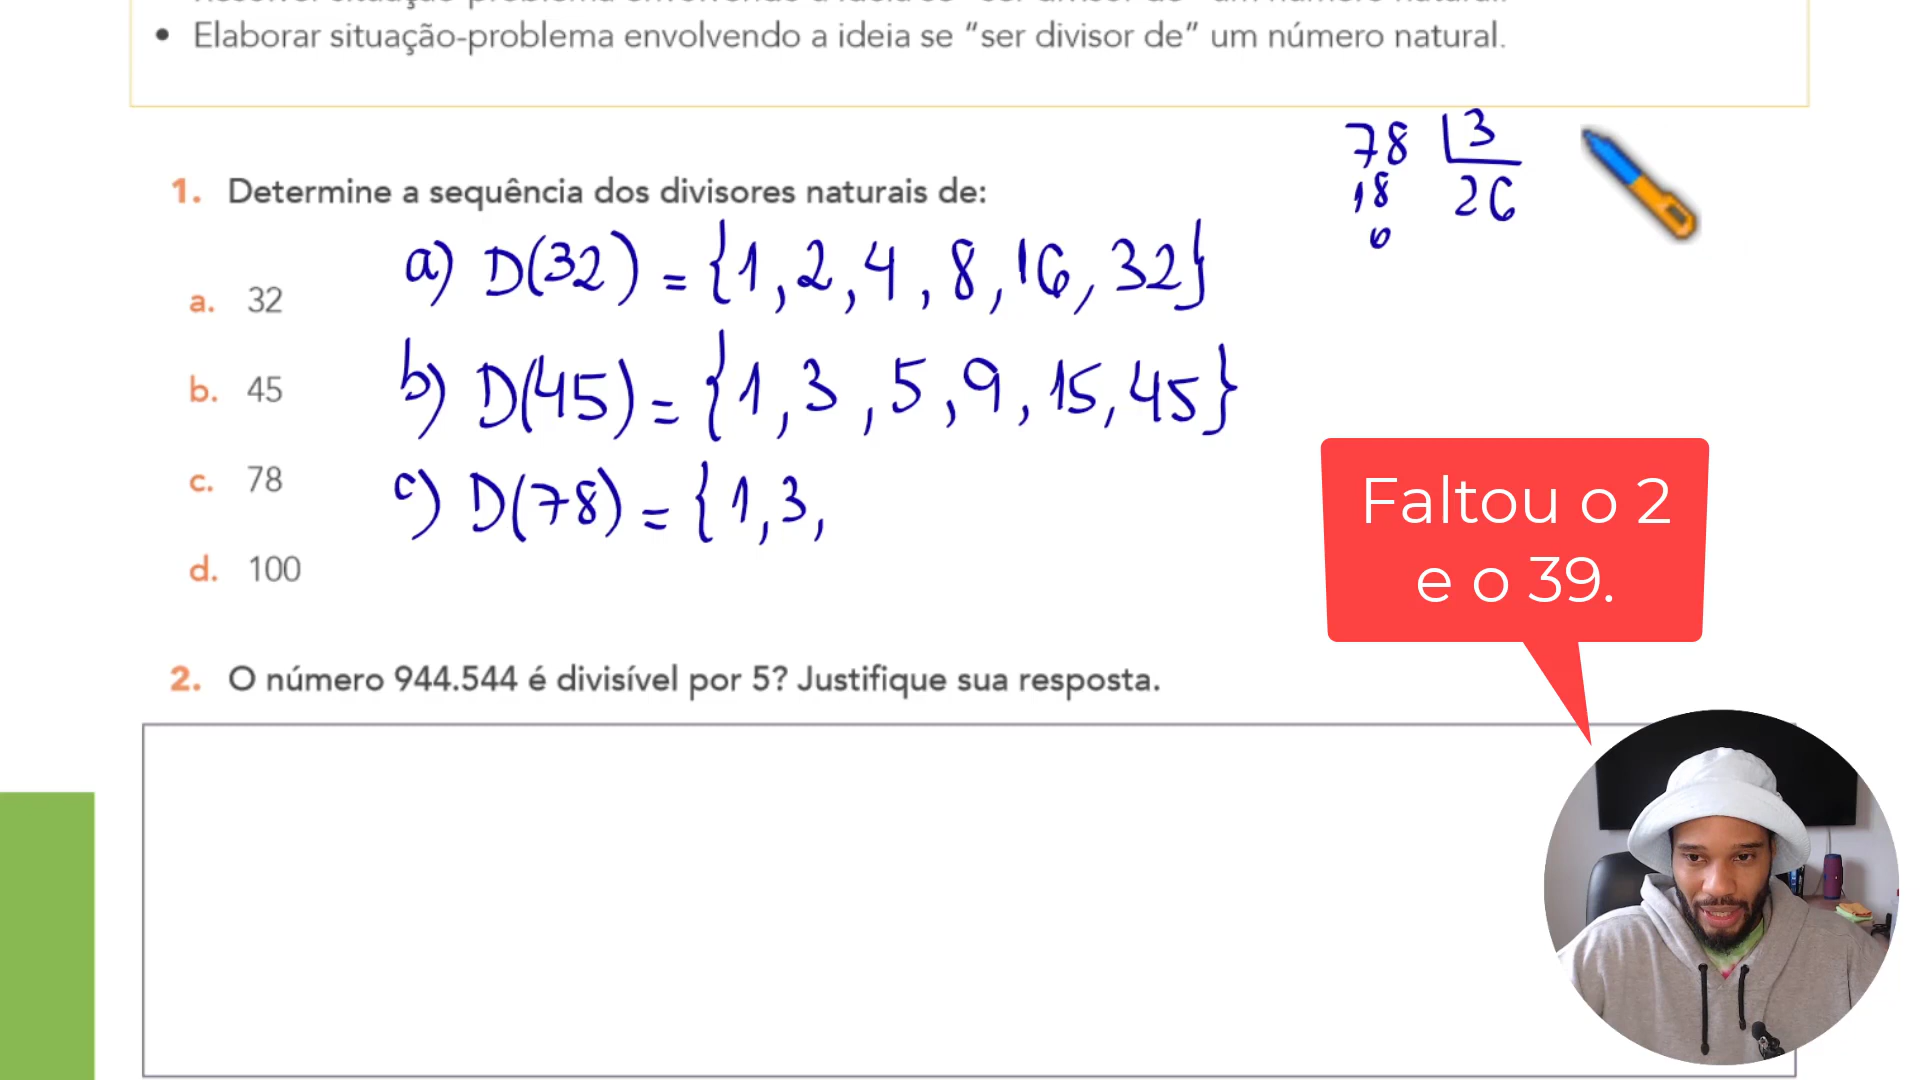 • Elaborar situação-problema envolvendo a ideia se “ser divisor de” um número natural.
78 3
18 26
0
1. Determine a sequência dos divisores naturais de:
a) D(32) = {1, 2, 4, 8, 16, 32}
a. 32
b) D(45) = {1, 3, 5, 9, 15, 45}
b. 45
c) D(78) = {1, 3,
c. 78
d. 100
Faltou o 2
e o 39.
2. O número 944.544 é divisível por 5? Justifique sua resposta.